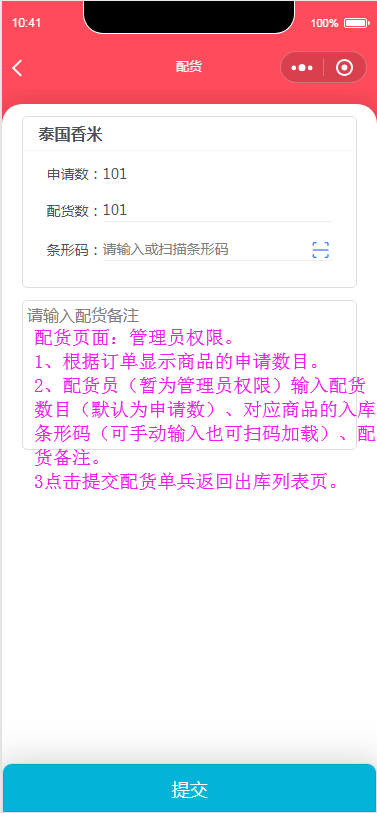 10:41
100%
配货
泰国香米
申请数：101
配货数：101
条形码：请输入或扫描条形码
请输入配货备注
配货页面：管理员权限。
1、根据订单显示商品的申请数目。
2、配货员（暂为管理员权限）输入配货
数目（默认为申请数）、对应商品的入库
条形码（可手动输入也可扫码加载）、配
货备注。
3点击提交配货单兵返回出库列表页。
提交